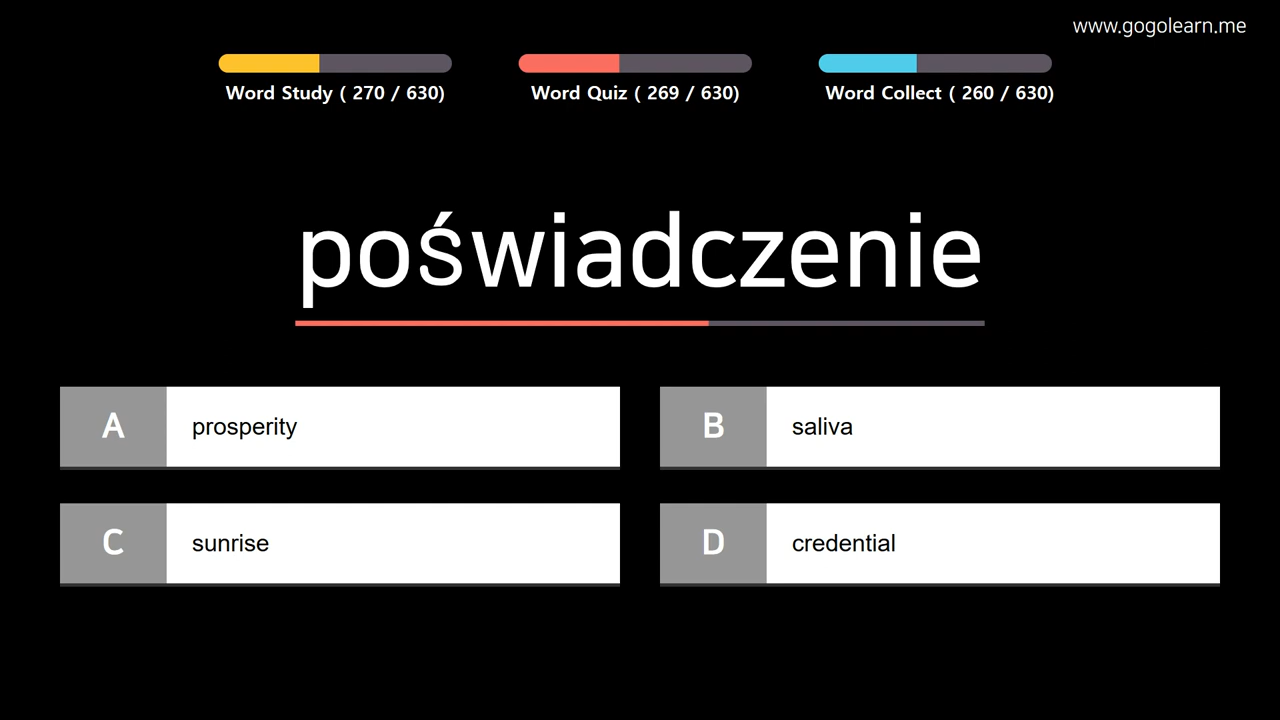 www.gogolearn.me
Word Study ( 270 / 630)
Word Quiz ( 269 / 630)
Word Collect ( 260 / 630)
poświadczenie
A prosperity
B saliva
C sunrise
D credential